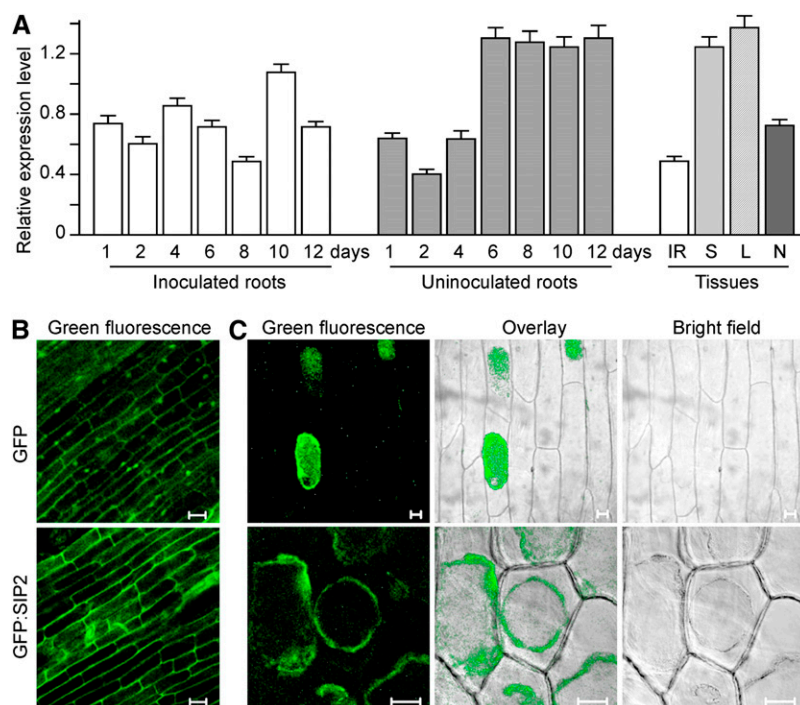 A
Relative expression level
1.2
0.8
0.4
0
1 2 4 6 8 10 12 days
Inoculated roots
1 2 4 6 8 10 12 days
Uninoculated roots
IR S L N
Tissues
B Green fluorescence
C Green fluorescence Overlay Bright field
GFP
GFP:SIP2